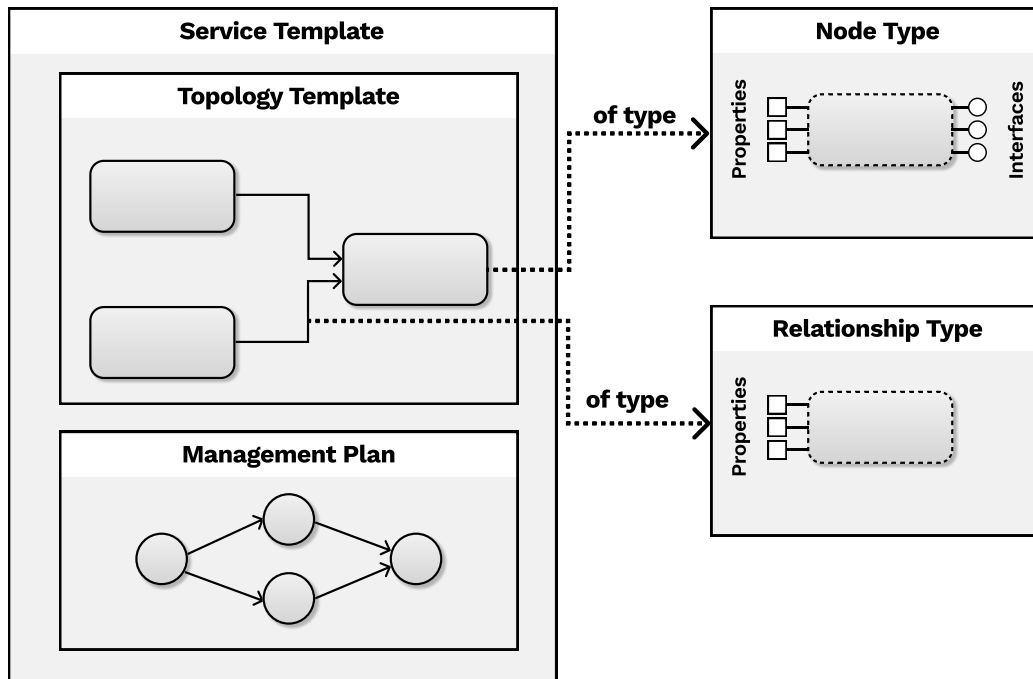 Service Template
Topology Template
Management Plan
of type
of type
Node Type
Properties
Interfaces
Relationship Type
Properties